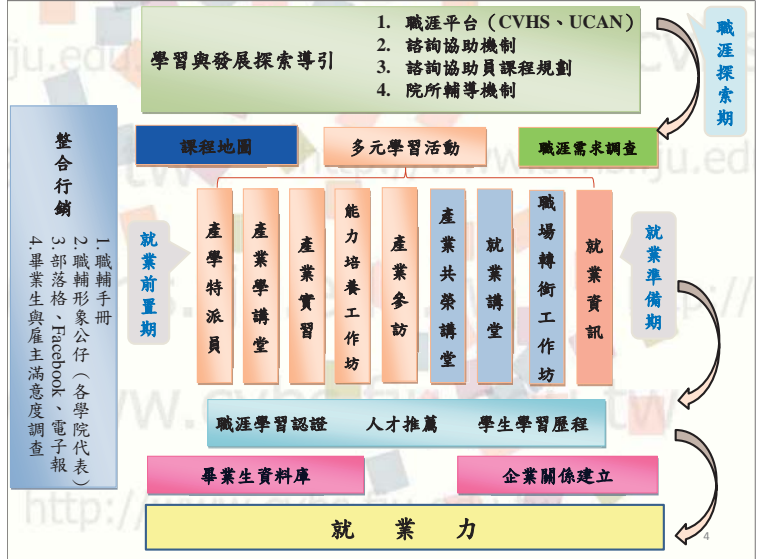 學習與發展探索導引
1. 職涯平台（CVHS、UCAN）
2. 諮詢協助機制
3. 諮詢協助員課程規劃
4. 院所輔導機制
職涯探索期
整合行銷
1.職輔手冊
2.職輔形象公仔（各學院代表）
3.部落格、Facebook、電子報
4.畢業生與雇主滿意度調查
課程地圖
多元學習活動
職涯需求調查
就業前置期
產學特派員
產業學講堂
產業實習
能力培養工作坊
產業參訪
產業共榮講堂
就業講堂
職場轉銜工作坊
就業資訊
就業準備期
職涯學習認證 人才推薦 學生學習歷程
畢業生資料庫
企業關係建立
就業力
4